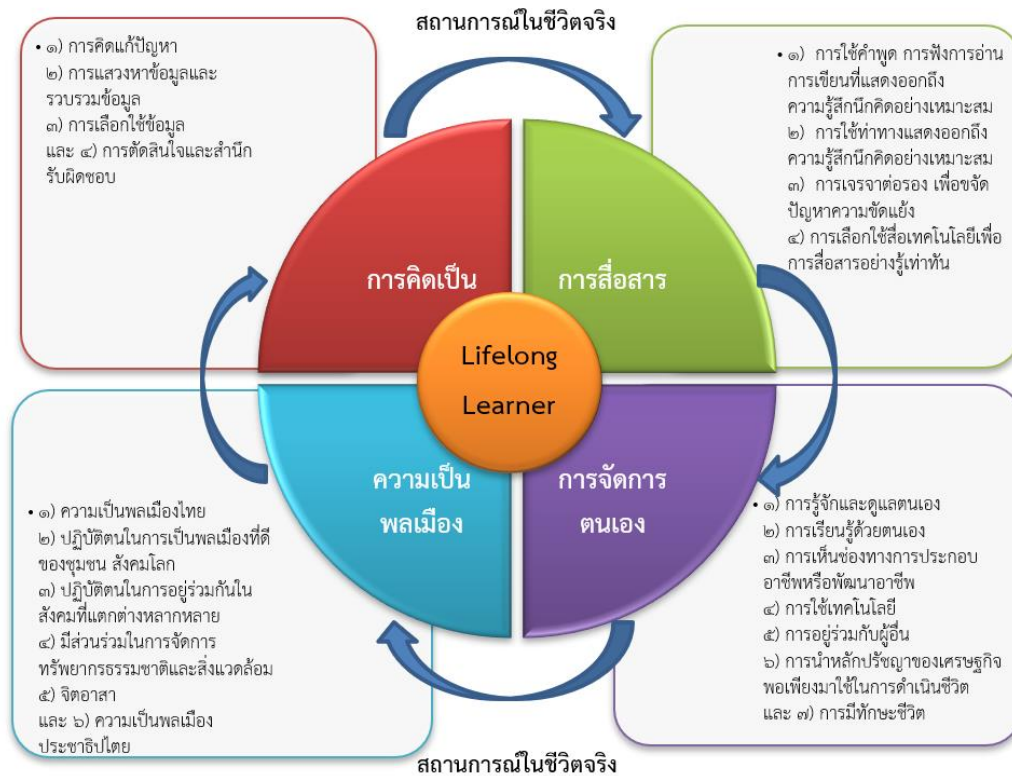 สถานการณ์ในชีวิตจริง
• ๑) การคิดแก้ปัญหา
๒) การแสวงหาข้อมูลและ
รวบรวมข้อมูล
๓) การเลือกใช้ข้อมูล
และ ๔) การตัดสินใจและสำนึก
รับผิดชอบ
• ๑) การใช้คำพูด การฟังการอ่าน
การเขียนที่แสดงออกถึง
ความรู้สึกนึกคิดอย่างเหมาะสม
๒) การใช้ท่าทางแสดงออกถึง
ความรู้สึกนึกคิดอย่างเหมาะสม
๓) การเจรจาต่อรอง เพื่อขจัด
ปัญหาความขัดแย้ง
๔) การเลือกใช้สื่อเทคโนโลยีเพื่อ
การสื่อสารอย่างรู้เท่าทัน
การคิดเป็น
การสื่อสาร
Lifelong
Learner
ความเป็น
พลเมือง
การจัดการ
ตนเอง
• ๑) ความเป็นพลเมืองไทย
๒) ปฏิบัติตนในการเป็นพลเมืองที่ดี
ของชุมชน สังคมโลก
๓) ปฏิบัติตนในการอยู่ร่วมกันใน
สังคมที่แตกต่างหลากหลาย
๔) มีส่วนร่วมในการจัดการ
ทรัพยากรธรรมชาติและสิ่งแวดล้อม
๕) จิตอาสา
และ ๖) ความเป็นพลเมือง
ประชาธิปไตย
• ๑) การรู้จักและดูแลตนเอง
๒) การเรียนรู้ด้วยตนเอง
๓) การเห็นช่องทางการประกอบ
อาชีพหรือพัฒนาอาชีพ
๔) การใช้เทคโนโลยี
๕) การอยู่ร่วมกับผู้อื่น
๖) การนำหลักปรัชญาของเศรษฐกิจ
พอเพียงมาใช้ในการดำเนินชีวิต
และ ๗) การมีทักษะชีวิต
สถานการณ์ในชีวิตจริง